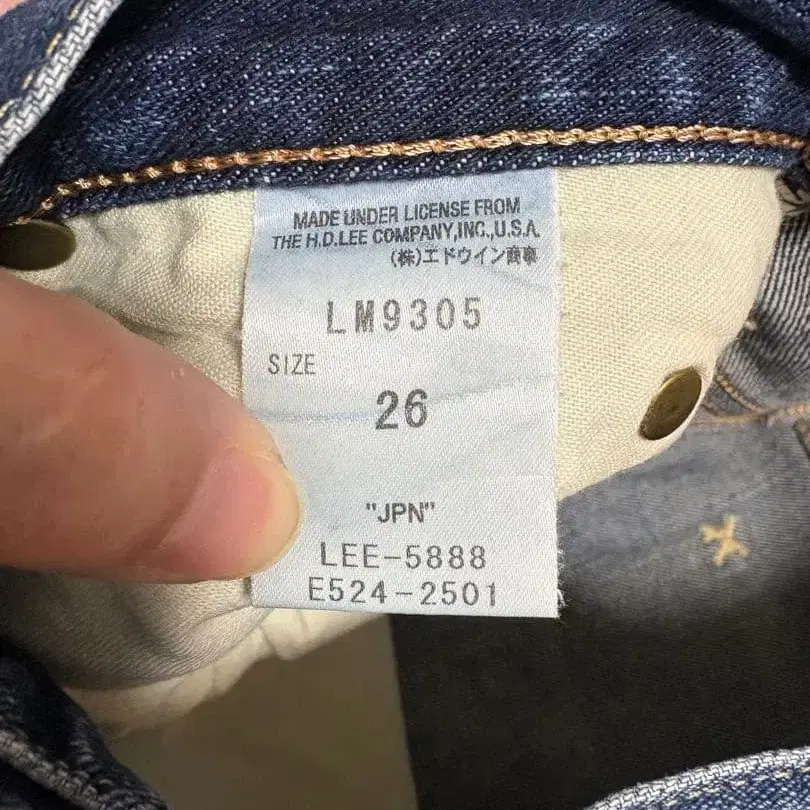 MADE UNDER LICENSE FROM
THE H.D.LEE COMPANY,INC.,U.S.A.
(株)エドウイン商事
LM9305
SIZE
26
"JPN"
LEE-5888
E524-2501